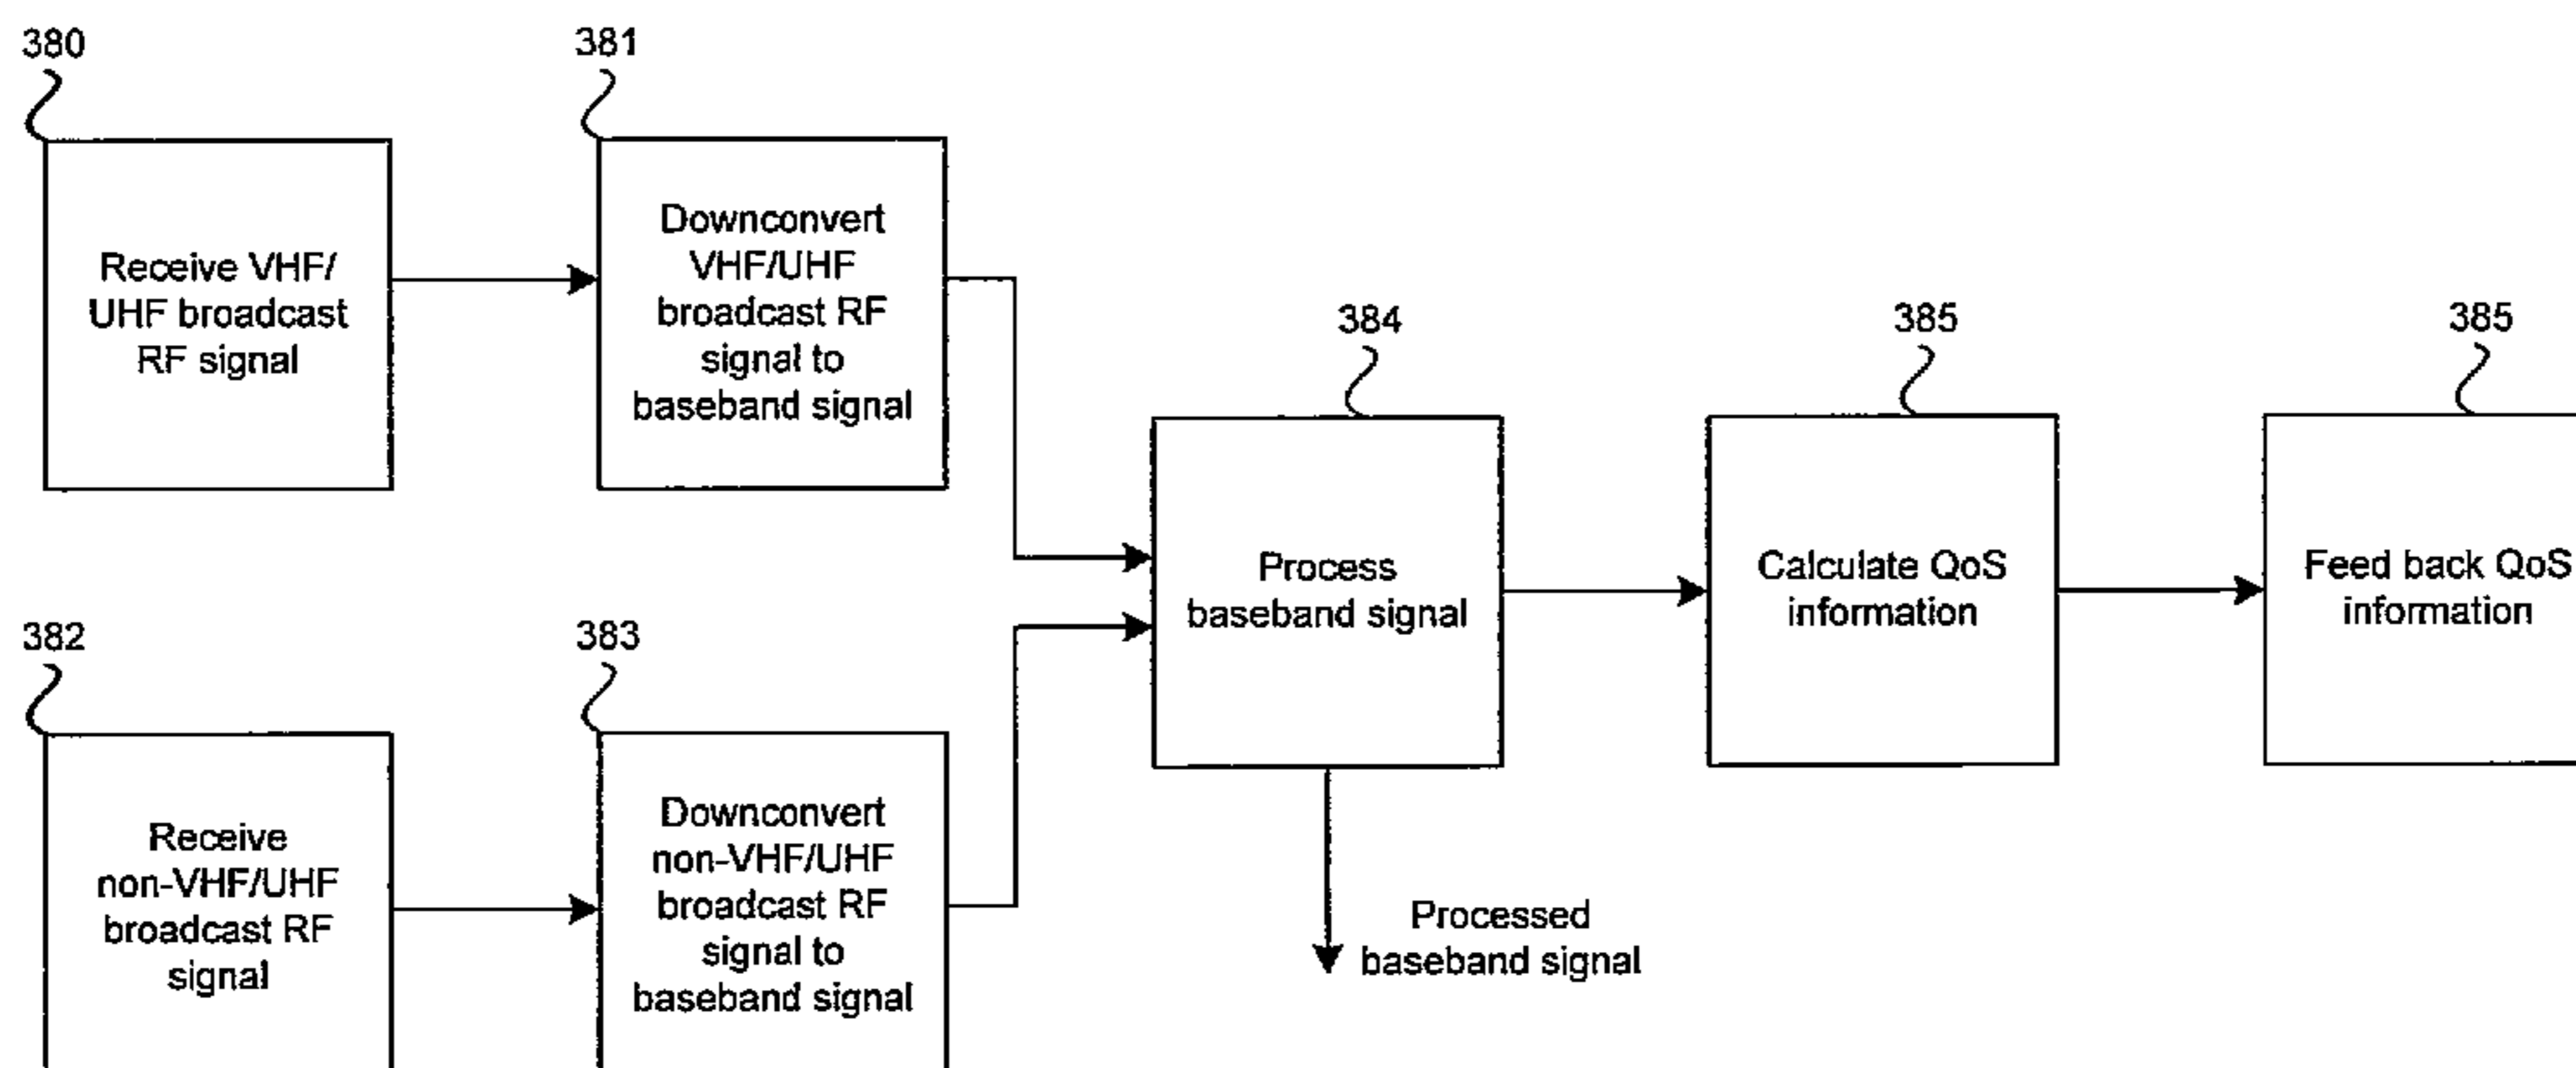 380
Receive VHF/
UHF broadcast
RF signal
381
Downconvert
VHF/UHF
broadcast RF
signal to
baseband signal
382
Receive
non-VHF/UHF
broadcast RF
signal
383
Downconvert
non-VHF/UHF
broadcast RF
signal to
baseband signal
384
Process
baseband signal
Processed
baseband signal
385
Calculate QoS
information
385
Feed back QoS
information